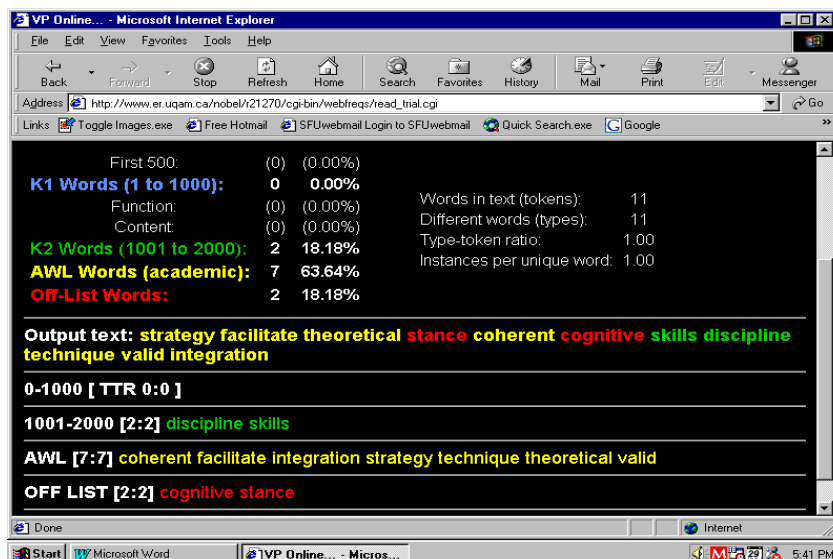 VP Online... - Microsoft Internet Explorer
File Edit View Favorites Tools Help
Back Forward Stop Refresh Home Search Favorites History Mail Print Edit Messenger
Address http://www.er.uqam.ca/nobel/r21270/cgi-bin/webfreqs/read_trial.cgi Go
Links Toggle Images.exe Free Hotmail SFUwebmail Login to SFUwebmail Quick Search.exe Google »
First 500: (0) (0.00%)
K1 Words (1 to 1000): 0 0.00%
Function: (0) (0.00%)
Content: (0) (0.00%)
K2 Words (1001 to 2000): 2 18.18%
AWL Words (academic): 7 63.64%
Off-List Words: 2 18.18%
Words in text (tokens): 11
Different words (types): 11
Type-token ratio: 1.00
Instances per unique word: 1.00
Output text: strategy facilitate theoretical stance coherent cognitive skills discipline
technique valid integration
0-1000 [ TTR 0:0 ]
1001-2000 [2:2] discipline skills
AWL [7:7] coherent facilitate integration strategy technique theoretical valid
OFF LIST [2:2] cognitive stance
Done Internet
Start Microsoft Word VP Online... - Micros... 29 5:41 PM